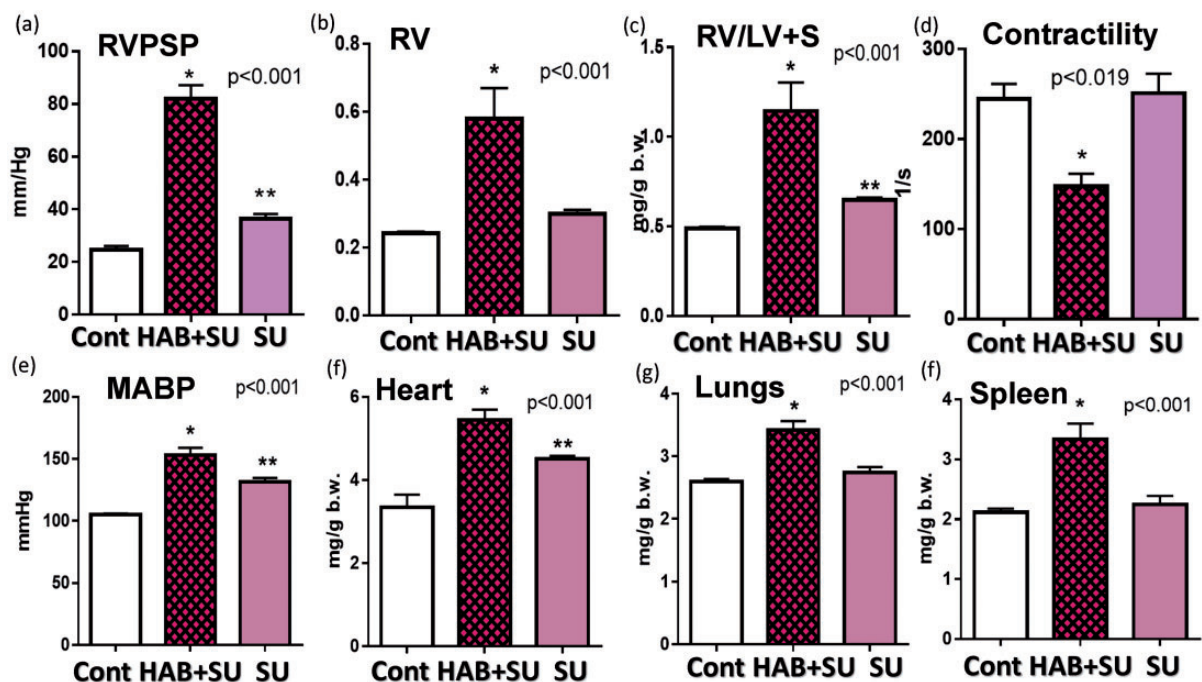 (a) RVPSP
100
80
60
40
20
0
mm/Hg
*
**
p<0.001
Cont HAB+SU SU
(b) RV
0.8
0.6
0.4
0.2
0.0
*
p<0.001
Cont HAB+SU SU
(c) RV/LV+S
1.5
1.0
0.5
0.0
mg/g b.w.
*
**
p<0.001
Cont HAB+SU SU
(d) Contractility
300
200
100
0
1/s
*
p<0.019
Cont HAB+SU SU
(e) MABP
200
150
100
50
0
mmHg
*
**
p<0.001
Cont HAB+SU SU
(f) Heart
6
4
2
0
mg/g b.w.
*
**
p<0.001
Cont HAB+SU SU
(g) Lungs
4
3
2
1
0
mg/g b.w.
*
p<0.001
Cont HAB+SU SU
(f) Spleen
4
3
2
1
0
mg/g b.w.
*
p<0.001
Cont HAB+SU SU